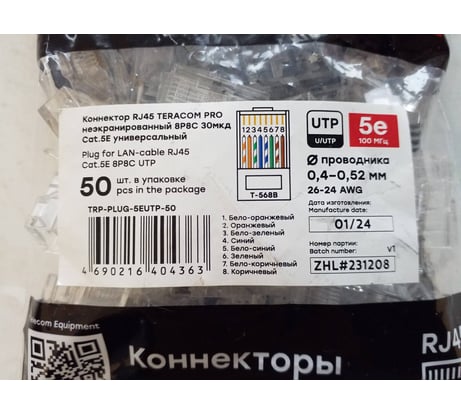 Коннектор RJ45 TERACOM PRO
неэкранированный 8P8C 30мкд
Cat.5E универсальный
Plug for LAN-cable RJ45
Cat.5E 8P8C UTP
50 шт. в упаковке
pcs in the package
TRP-PLUG-5EUTP-50
4 690216 404363
12345678
T-568B
1. Бело-оранжевый
2. Оранжевый
3. Бело-зеленый
4. Синий
5. Бело-синий
6. Зеленый
7. Бело-коричневый
8. Коричневый
UTP
U/UTP
5e
100 МГц
Ø проводника
0,4–0,52 мм
26-24 AWG
Дата изготовления:
Manufacture date:
01/24
Номер партии:
Batch number:
v1
ZHL#231208
ecom Equipment
Коннекторы
RJ45